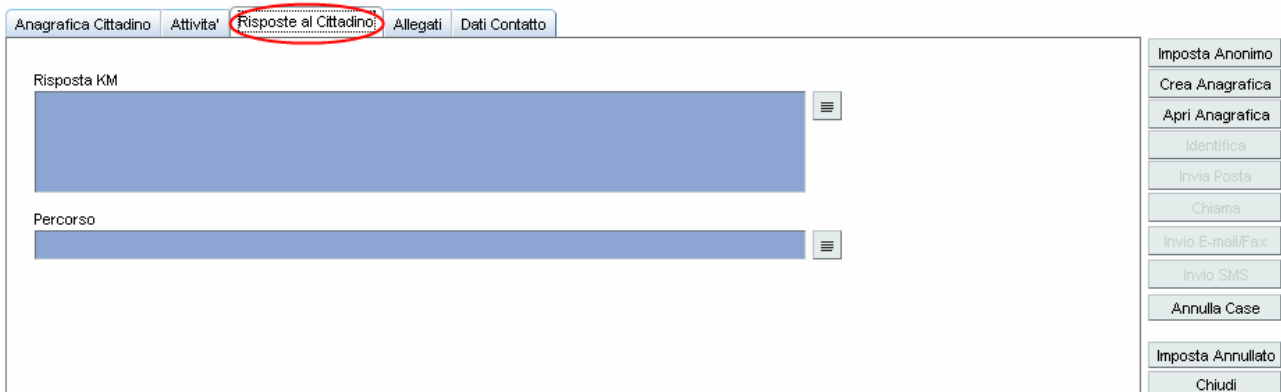 Anagrafica Cittadino Attivita' Risposte al Cittadino Allegati Dati Contatto
Risposta KM
Percorso
Imposta Anonimo
Crea Anagrafica
Apri Anagrafica
Identifica
Invia Posta
Chiama
Invio E-mail/Fax
Invio SMS
Annulla Case
Imposta Annullato
Chiudi